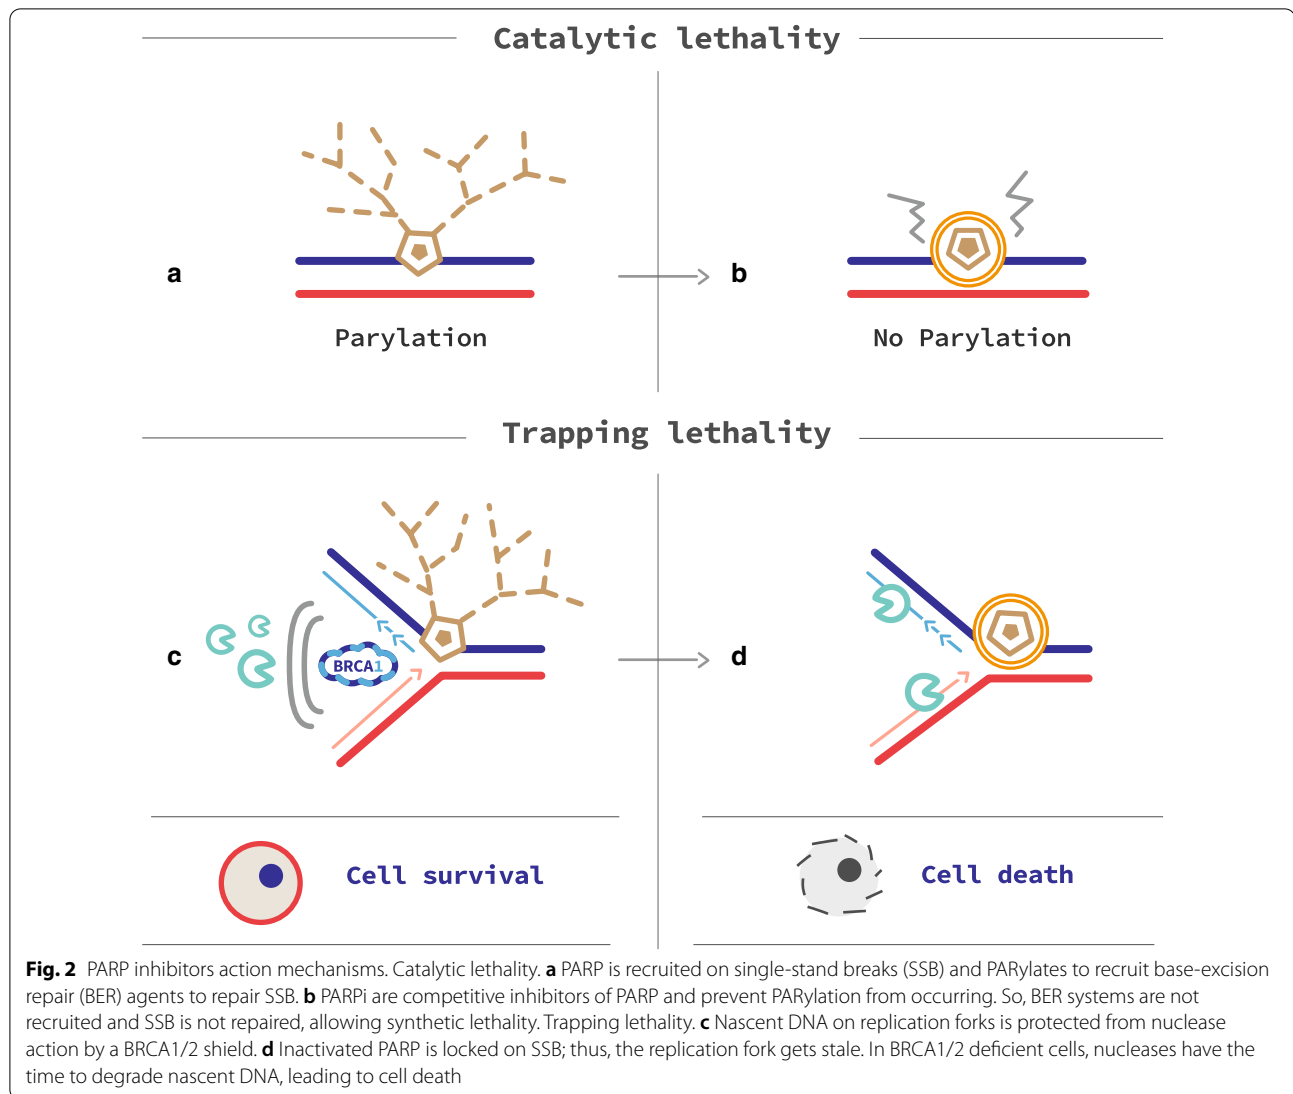 Catalytic lethality
a
b
Parylation
No Parylation
Trapping lethality
c
BRCA1
d
Cell survival
Cell death
Fig. 2 PARP inhibitors action mechanisms. Catalytic lethality. a PARP is recruited on single-stand breaks (SSB) and PARylates to recruit base-excision
repair (BER) agents to repair SSB. b PARPi are competitive inhibitors of PARP and prevent PARylation from occurring. So, BER systems are not
recruited and SSB is not repaired, allowing synthetic lethality. Trapping lethality. c Nascent DNA on replication forks is protected from nuclease
action by a BRCA1/2 shield. d Inactivated PARP is locked on SSB; thus, the replication fork gets stale. In BRCA1/2 deficient cells, nucleases have the
time to degrade nascent DNA, leading to cell death